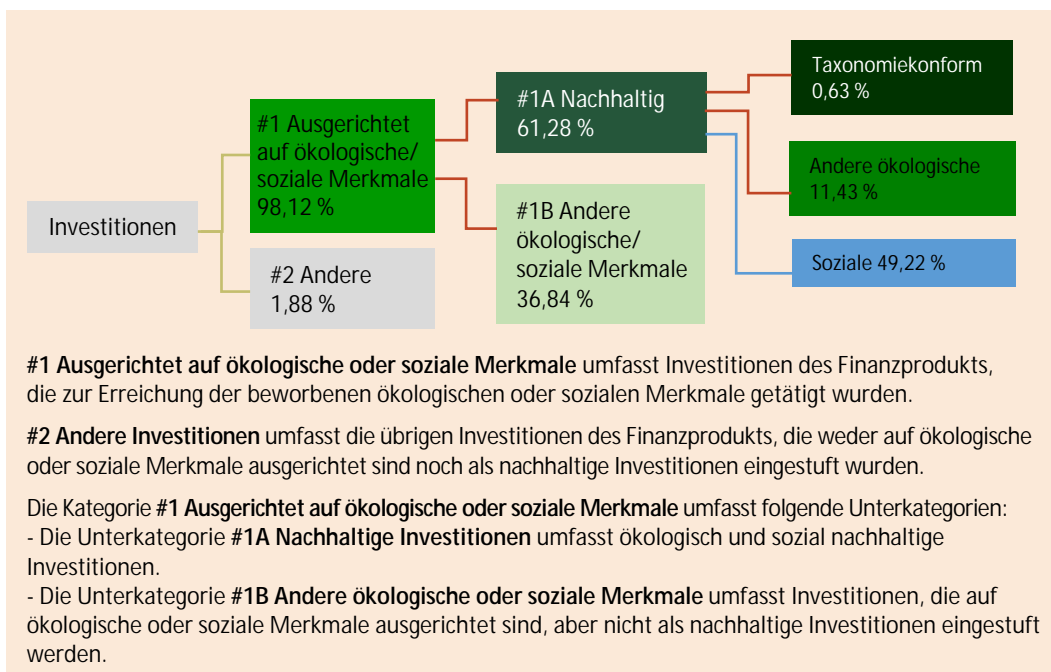 Investitionen
#1 Ausgerichtet
auf ökologische/
soziale Merkmale
98,12 %
#2 Andere
1,88 %
#1A Nachhaltig
61,28 %
#1B Andere
ökologische/
soziale Merkmale
36,84 %
Taxonomiekonform
0,63 %
Andere ökologische
11,43 %
Soziale 49,22 %
#1 Ausgerichtet auf ökologische oder soziale Merkmale umfasst Investitionen des Finanzprodukts,
die zur Erreichung der beworbenen ökologischen oder sozialen Merkmale getätigt wurden.
#2 Andere Investitionen umfasst die übrigen Investitionen des Finanzprodukts, die weder auf ökologische
oder soziale Merkmale ausgerichtet sind noch als nachhaltige Investitionen eingestuft wurden.
Die Kategorie #1 Ausgerichtet auf ökologische oder soziale Merkmale umfasst folgende Unterkategorien:
- Die Unterkategorie #1A Nachhaltige Investitionen umfasst ökologisch und sozial nachhaltige
Investitionen.
- Die Unterkategorie #1B Andere ökologische oder soziale Merkmale umfasst Investitionen, die auf
ökologische oder soziale Merkmale ausgerichtet sind, aber nicht als nachhaltige Investitionen eingestuft
werden.